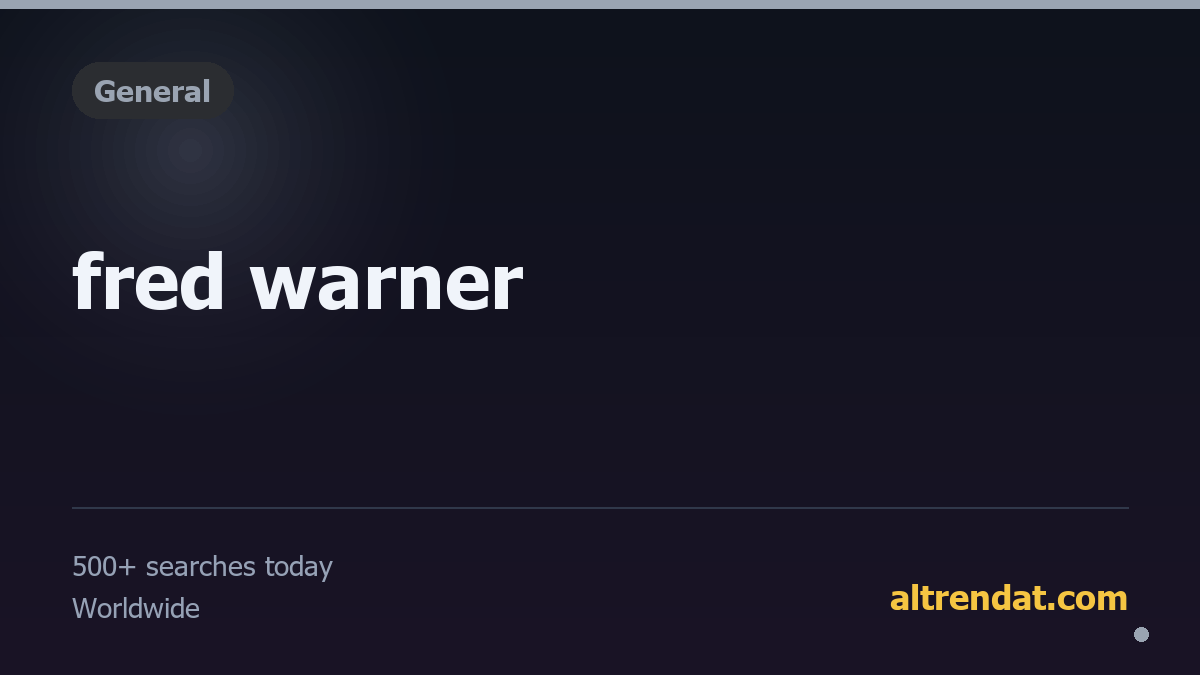 General
fred warner
500+ searches today
Worldwide
altrendat.com